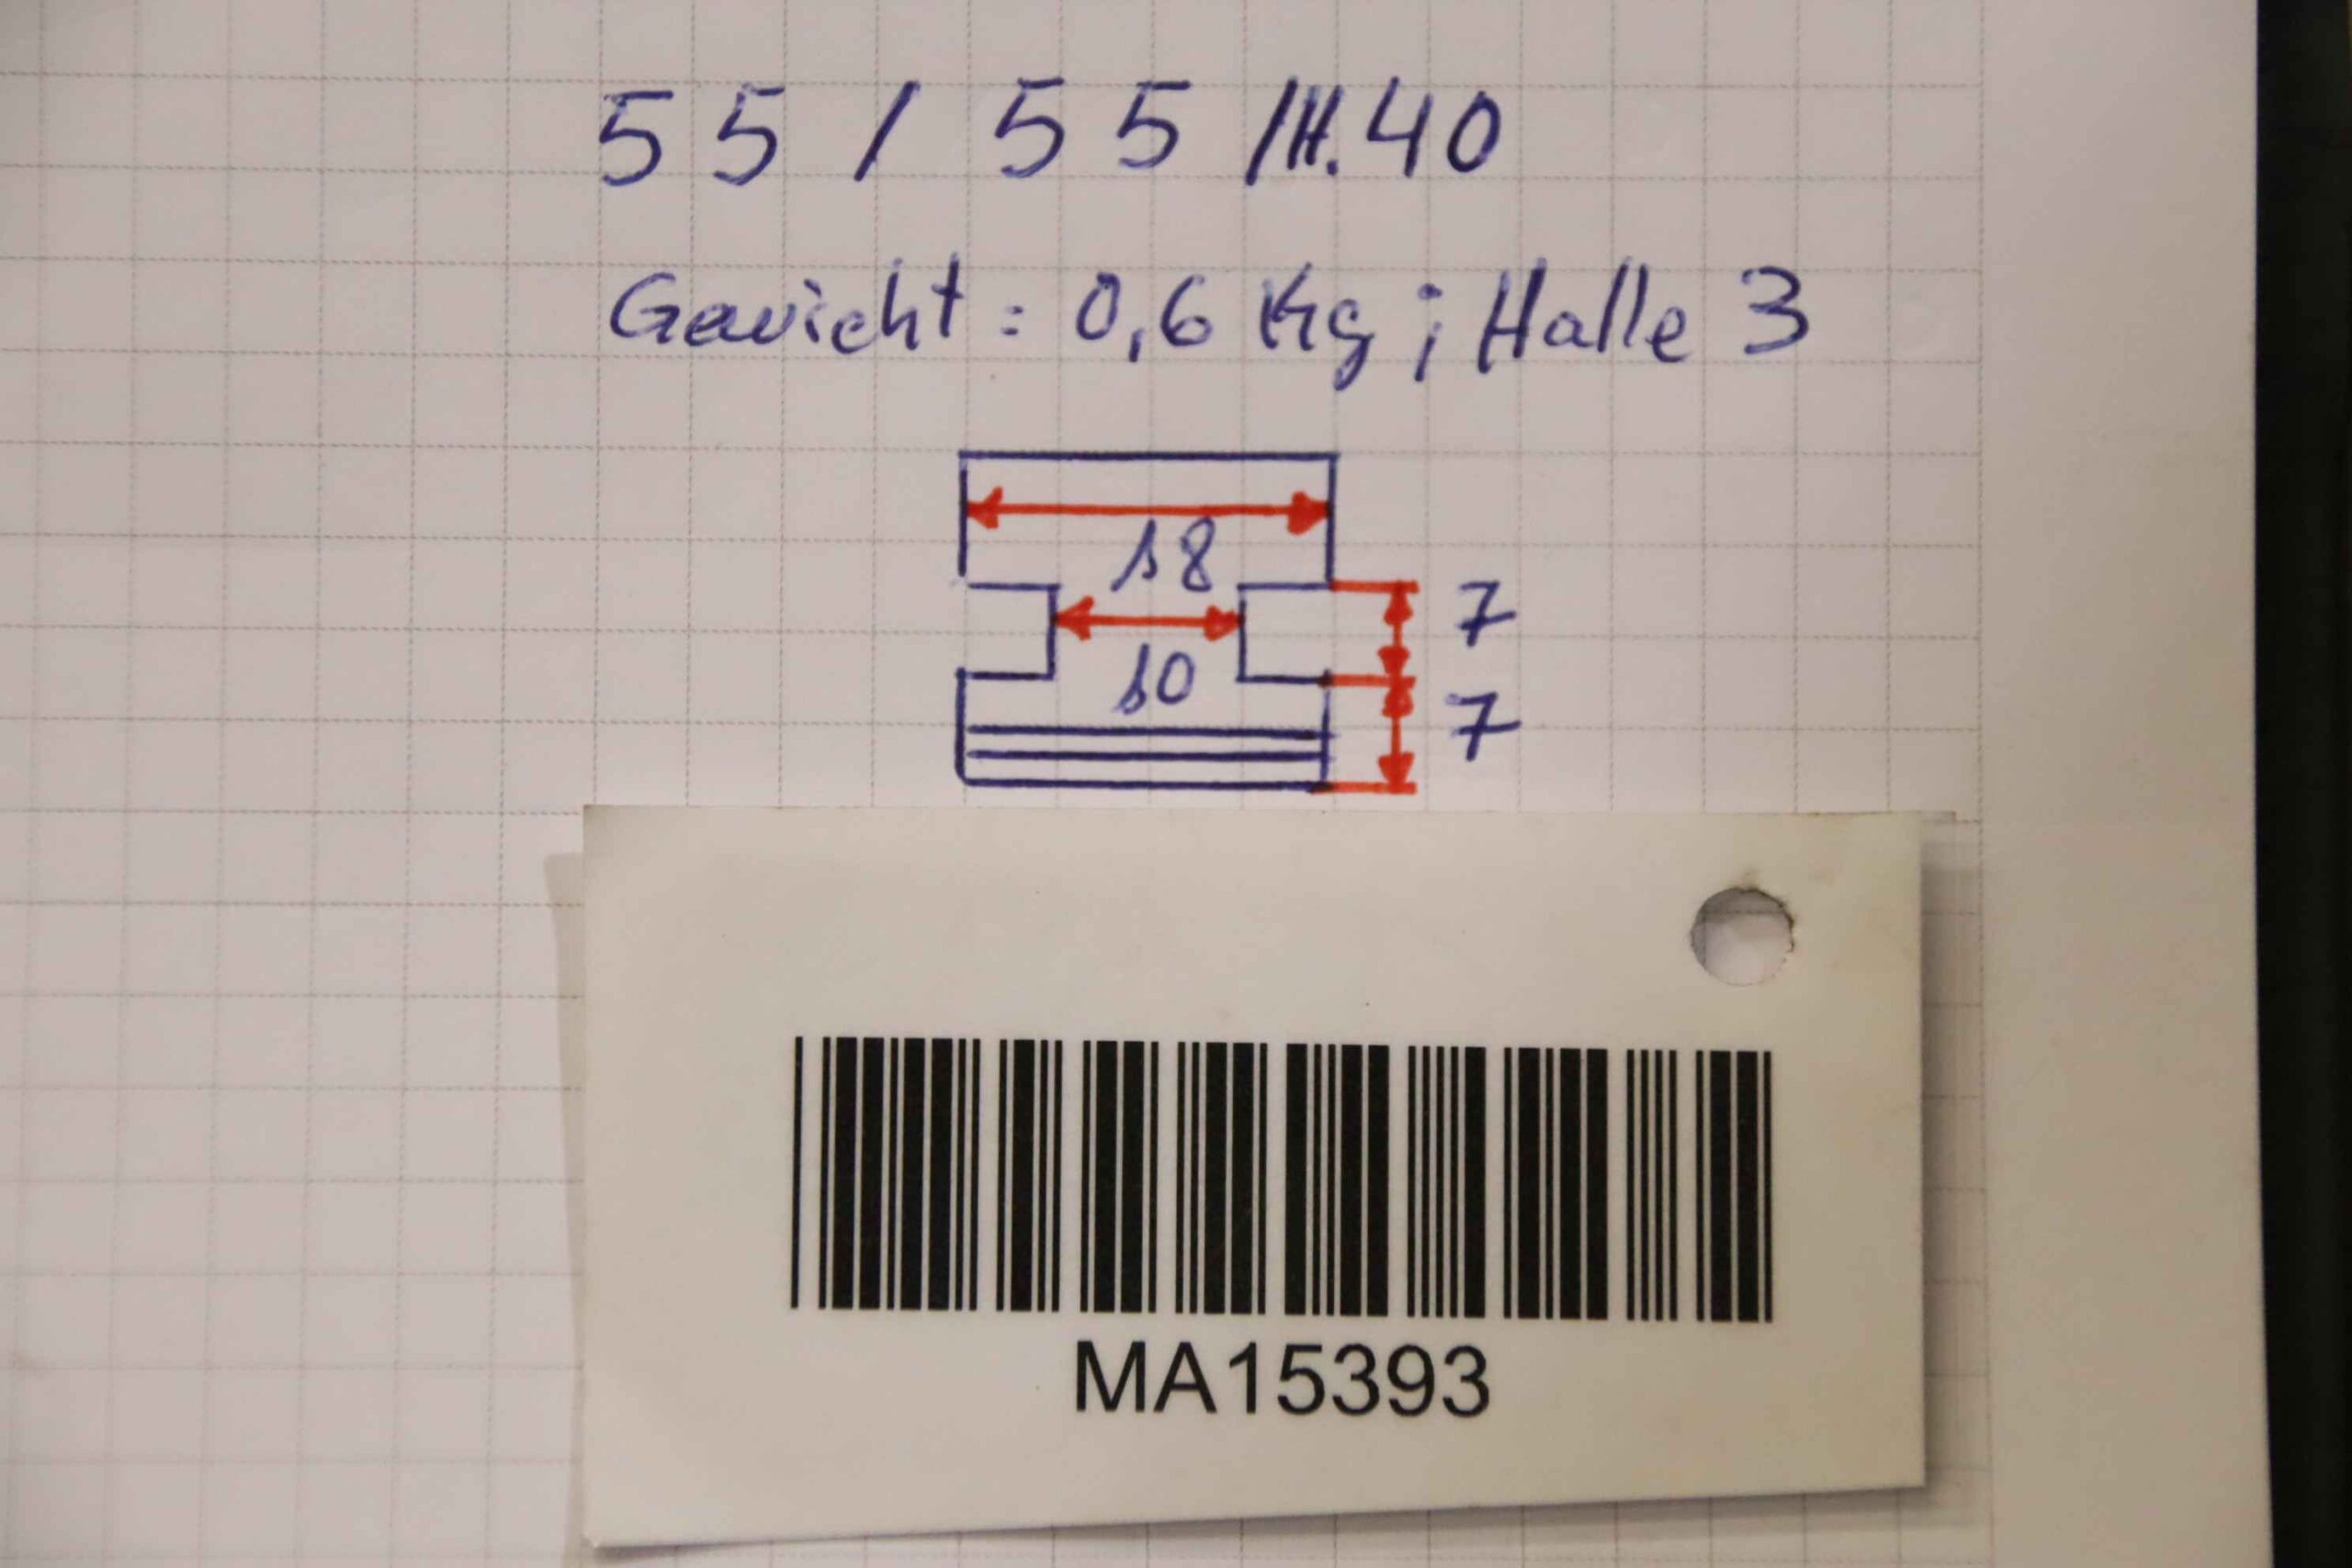 55 / 55 /H.40
Gewicht : 0,6 Kg ; Halle 3
18
7
10
7
MA15393